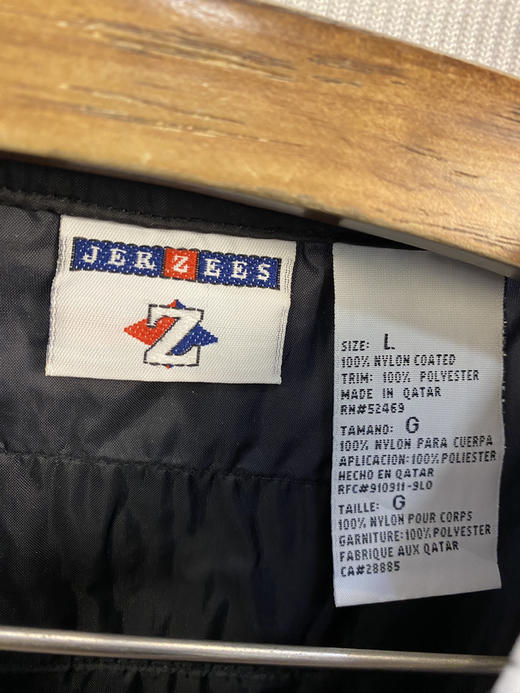 JERZEES
Z
SIZE: L
100% NYLON COATED
TRIM: 100% POLYESTER
MADE IN QATAR
RN#52469
TAMANO: G
100% NYLON PARA CUERPA
APLICACION:100% POLIESTER
HECHO EN QATAR
RFC#910911-9L0
TAILLE: G
100% NYLON POUR CORPS
GARNITURE:100% POLYESTER
FABRIQUE AUX QATAR
CA#28885